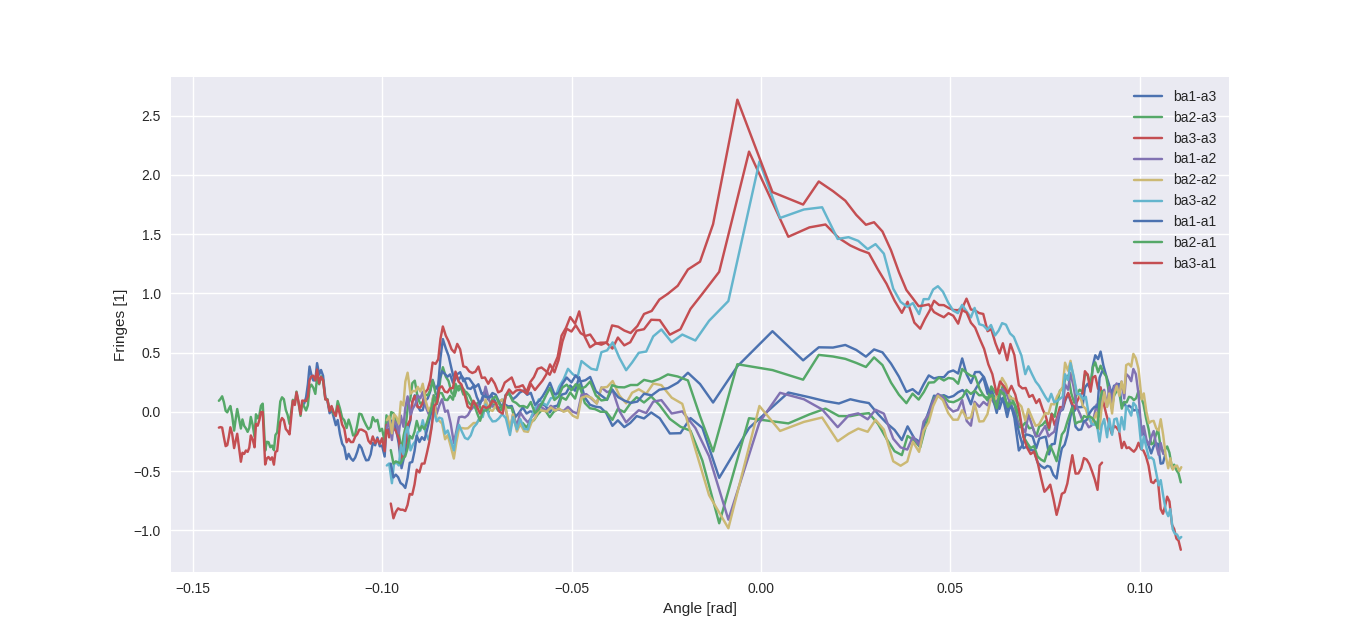 2.5
2.0
1.5
1.0
0.5
0.0
−0.5
−1.0
Fringes [1]
−0.15
−0.10
−0.05
0.00
0.05
0.10
Angle [rad]
ba1-a3
ba2-a3
ba3-a3
ba1-a2
ba2-a2
ba3-a2
ba1-a1
ba2-a1
ba3-a1